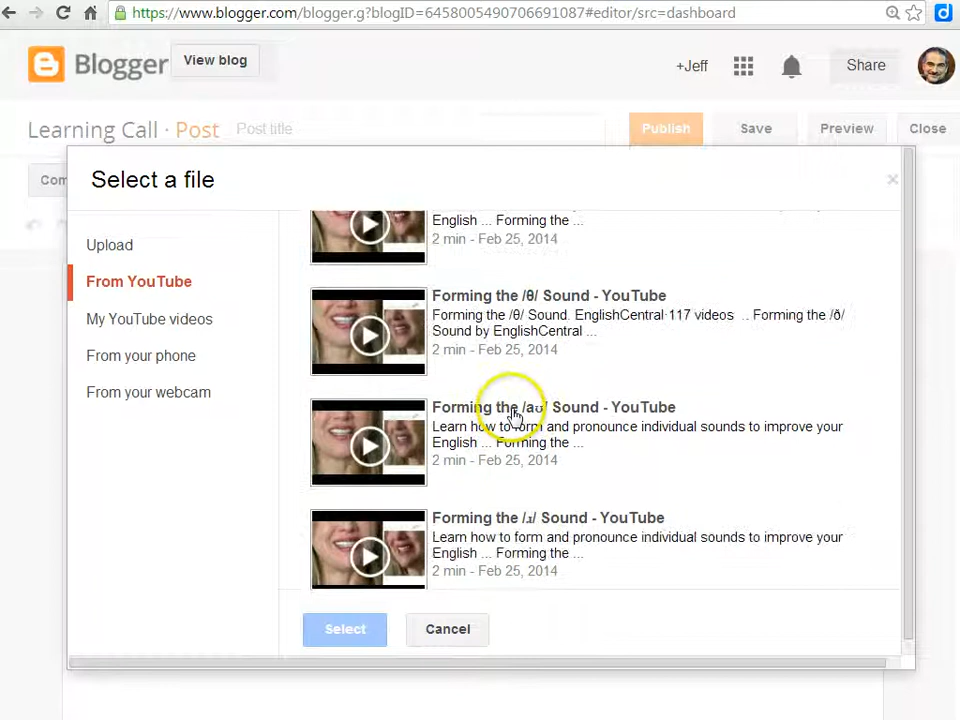 https://www.blogger.com/blogger.g?blogID=6458005490706691087#editor/src=dashboard
Blogger
View blog
+Jeff
Share
Learning Call · Post
Post title
Publish
Save
Preview
Close
Com
Select a file
×
Upload
From YouTube
My YouTube videos
From your phone
From your webcam
English ... Forming the ...
2 min - Feb 25, 2014
Forming the /θ/ Sound - YouTube
Forming the /θ/ Sound. EnglishCentral·117 videos .. Forming the /ð/
Sound by EnglishCentral ...
2 min - Feb 25, 2014
Forming the /aʊ/ Sound - YouTube
Learn how to form and pronounce individual sounds to improve your
English ... Forming the ...
2 min - Feb 25, 2014
Forming the /ɹ/ Sound - YouTube
Learn how to form and pronounce individual sounds to improve your
English ... Forming the ...
2 min - Feb 25, 2014
Select
Cancel